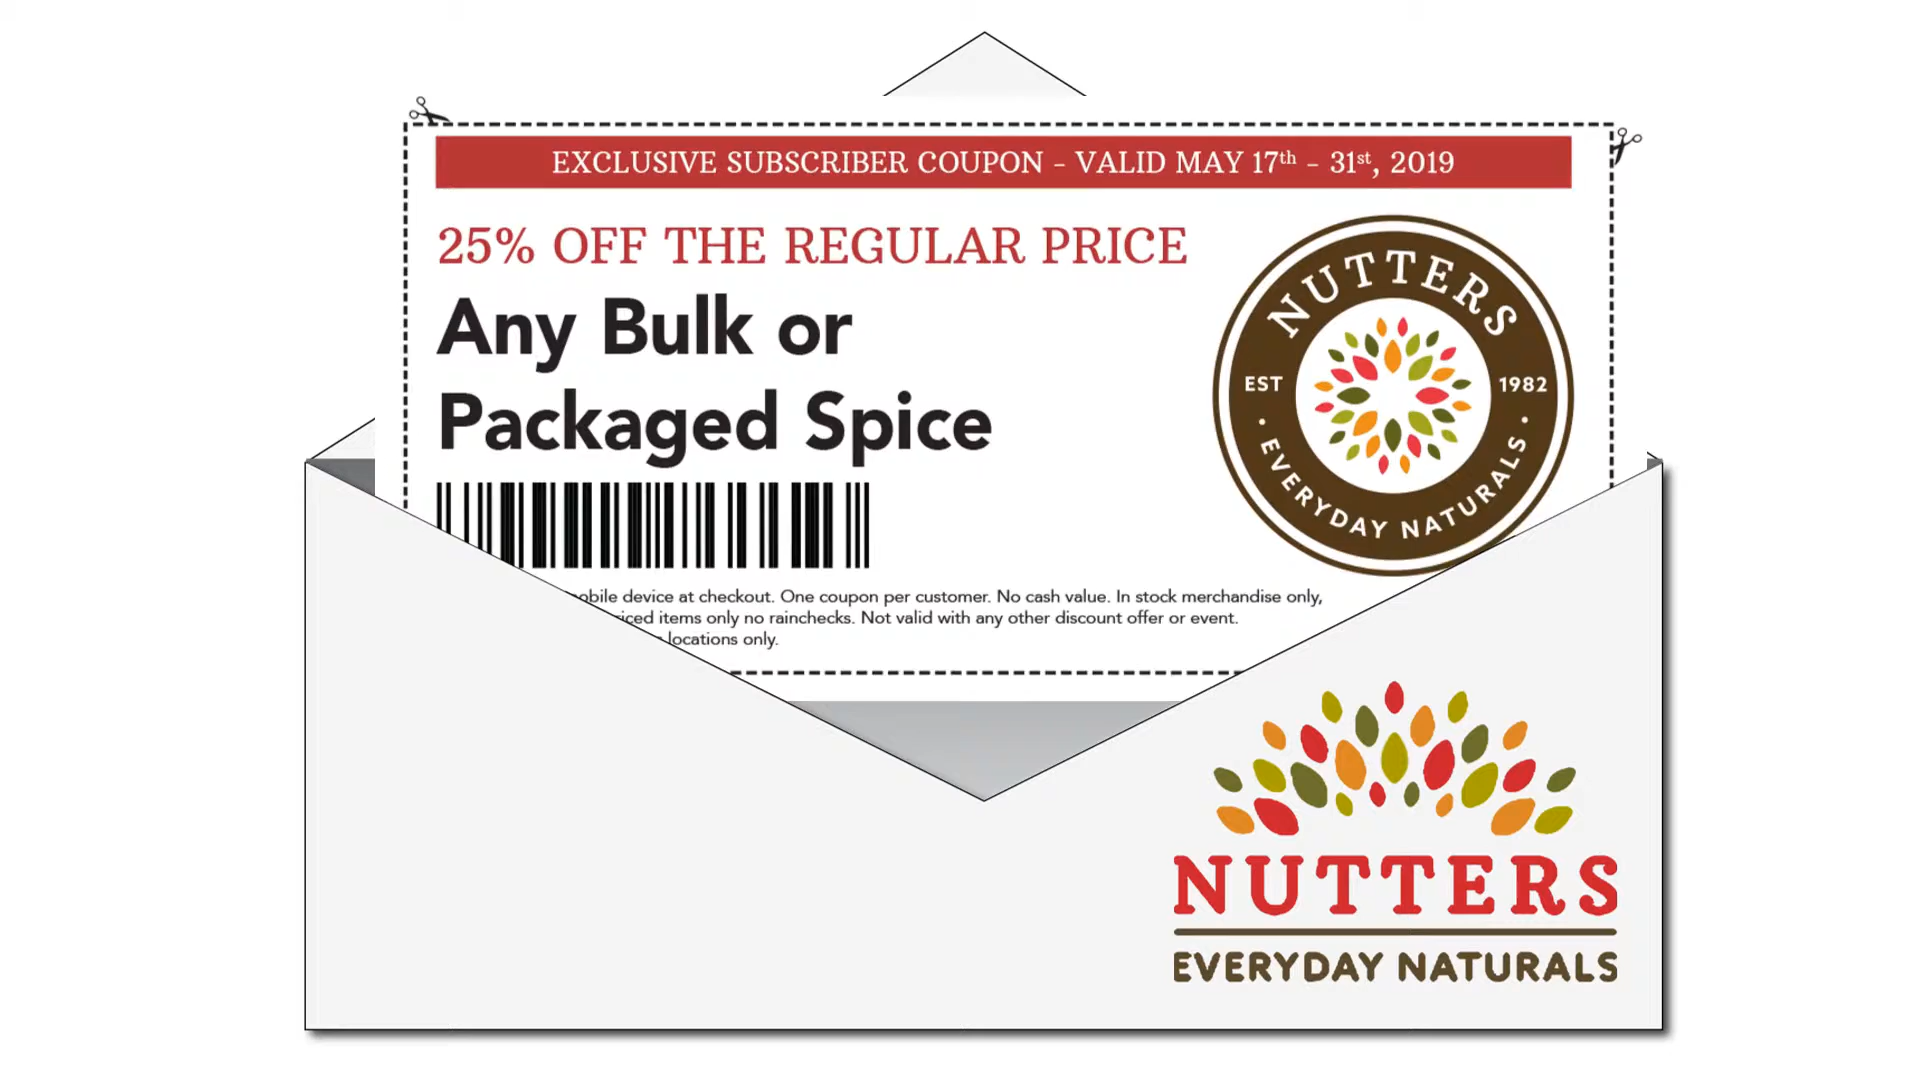 EXCLUSIVE SUBSCRIBER COUPON - VALID MAY 17th - 31st, 2019
25% OFF THE REGULAR PRICE
Any Bulk or
Packaged Spice
NUTTERS
EST 1982
· EVERYDAY NATURALS ·
device at checkout. One coupon per customer. No cash value. In stock merchandise only,
items only no rainchecks. Not valid with any other discount offer or event.
locations only.
NUTTERS
EVERYDAY NATURALS